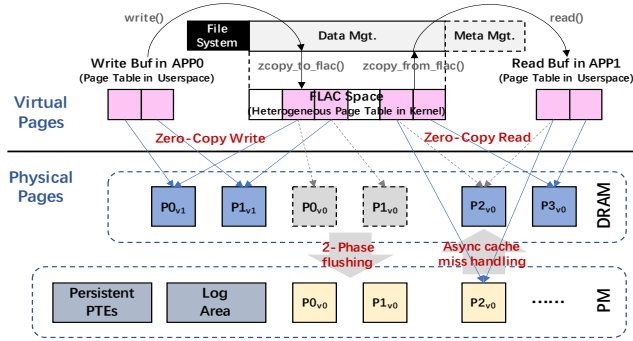 write()
read()
File
System
Data Mgt.
Meta Mgt.
Write Buf in APP0
(Page Table in Userspace)
zcopy_to_flac()
zcopy_from_flac()
Read Buf in APP1
(Page Table in Userspace)
FLAC Space
(Heterogeneous Page Table in Kernel)
Virtual
Pages
Zero-Copy Write
Zero-Copy Read
Physical
Pages
P0v1
P1v1
P0v0
P1v0
P2v0
P3v0
DRAM
2-Phase
flushing
Async cache
miss handling
Persistent
PTEs
Log
Area
P0v0
P1v0
P2v0
……
PM